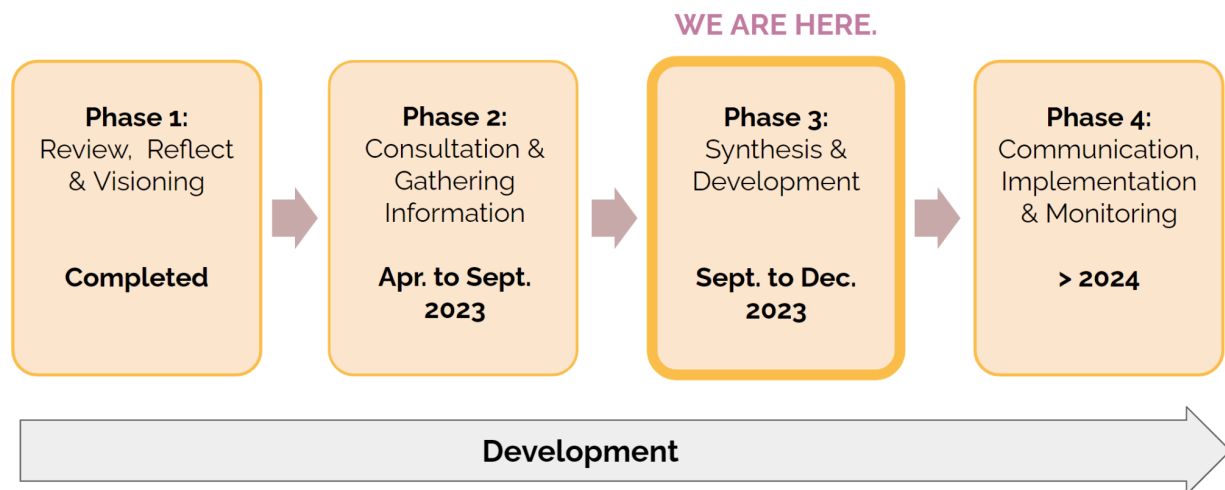 WE ARE HERE.
Phase 1:
Review, Reflect
& Visioning
Completed
Phase 2:
Consultation &
Gathering
Information
Apr. to Sept.
2023
Phase 3:
Synthesis &
Development
Sept. to Dec.
2023
Phase 4:
Communication,
Implementation
& Monitoring
> 2024
Development